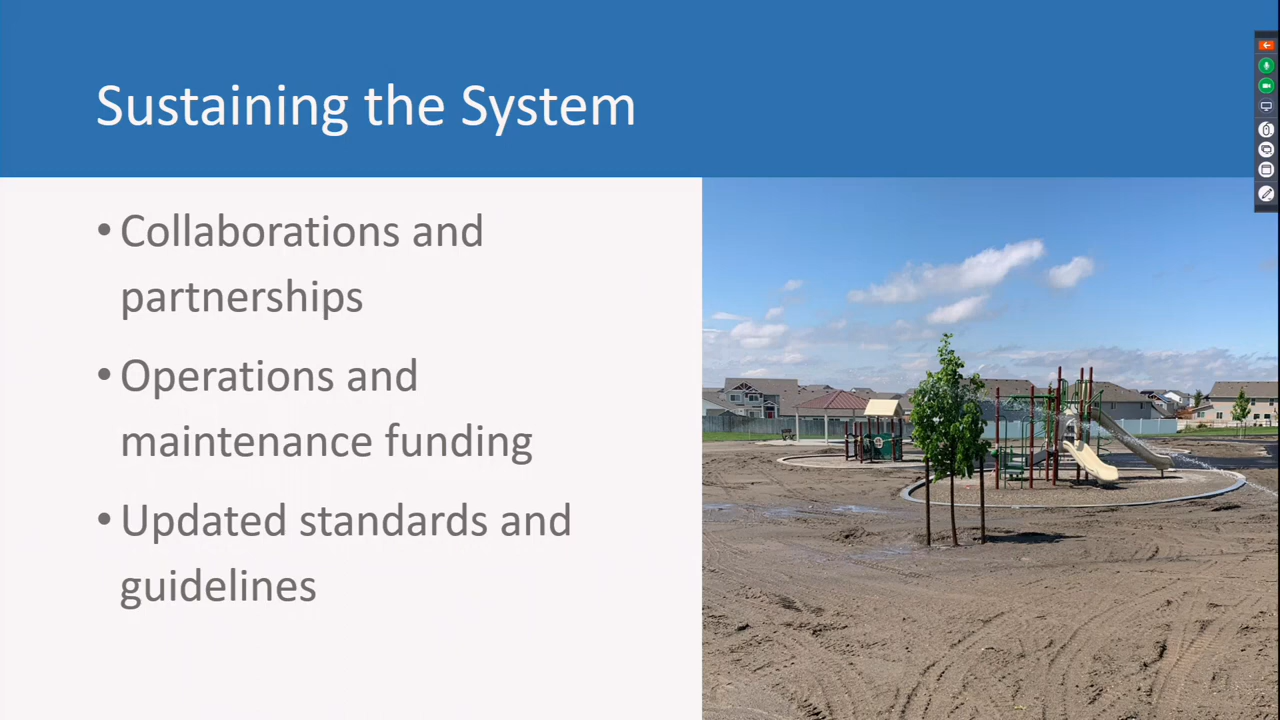 Sustaining the System
• Collaborations and
partnerships
• Operations and
maintenance funding
• Updated standards and
guidelines